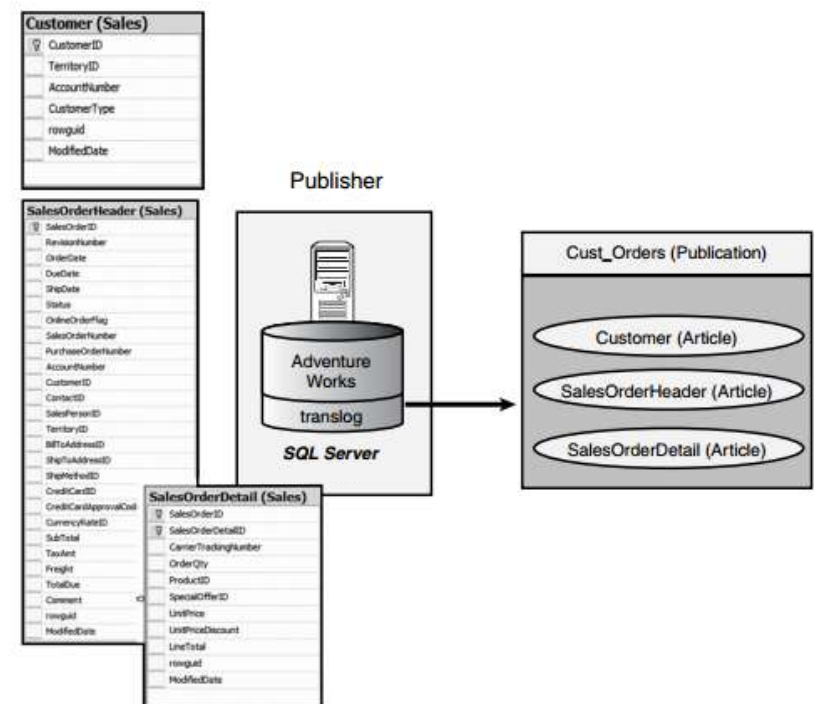 Customer (Sales)
CustomerID
TerritoryID
AccountNumber
CustomerType
rowguid
ModifiedDate
SalesOrderHeader (Sales)
SalesOrderID
RevisionNumber
OrderDate
DueDate
ShipDate
Status
OnlineOrderFlag
SalesOrderNumber
PurchaseOrderNumber
AccountNumber
CustomerID
ContactID
SalesPersonID
TerritoryID
BillToAddressID
ShipToAddressID
ShipMethodID
CreditCardID
CreditCardApprovalCod
CurrencyRateID
SubTotal
TaxAmt
Freight
TotalDue
Comment
rowguid
ModifiedDate
SalesOrderDetail (Sales)
SalesOrderID
SalesOrderDetailID
CarrierTrackingNumber
OrderQty
ProductID
SpecialOfferID
UnitPrice
UnitPriceDiscount
LineTotal
rowguid
ModifiedDate
Publisher
Adventure
Works
translog
SQL Server
Cust_Orders (Publication)
Customer (Article)
SalesOrderHeader (Article)
SalesOrderDetail (Article)